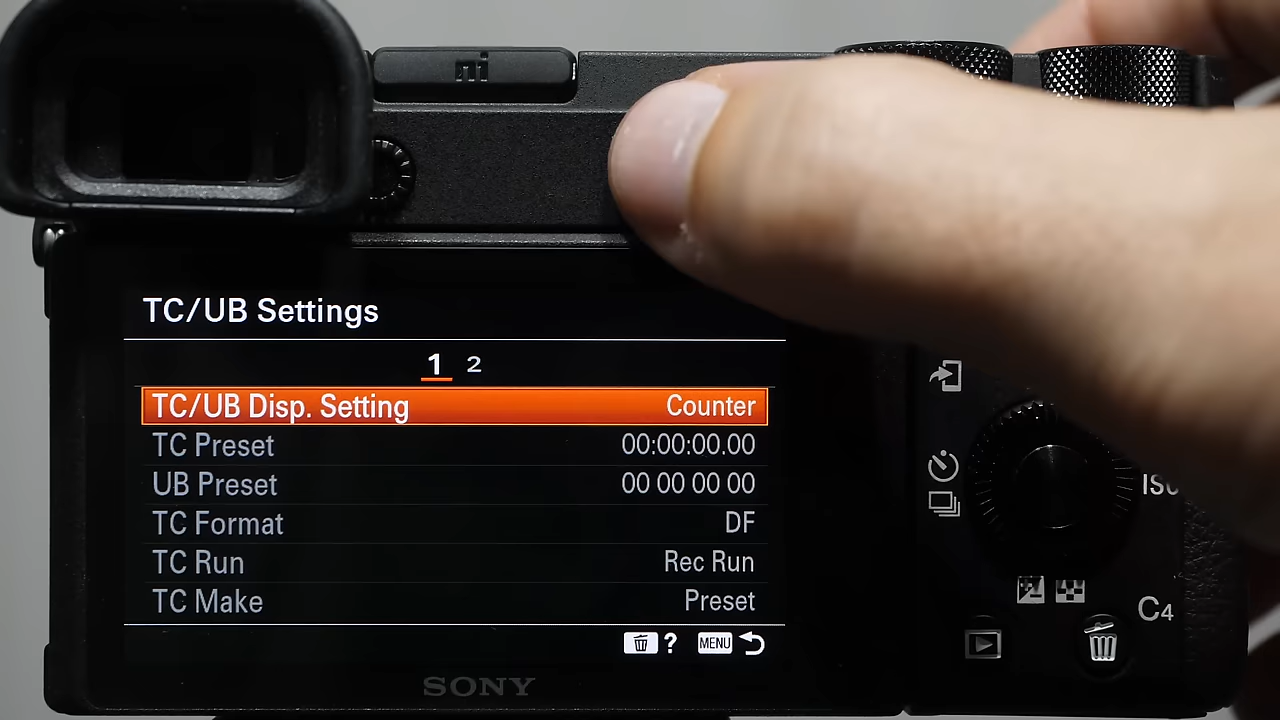 TC/UB Settings
1 2
TC/UB Disp. Setting Counter
TC Preset 00:00:00.00
UB Preset 00 00 00 00
TC Format DF
TC Run Rec Run
TC Make Preset
? MENU
SONY
C4